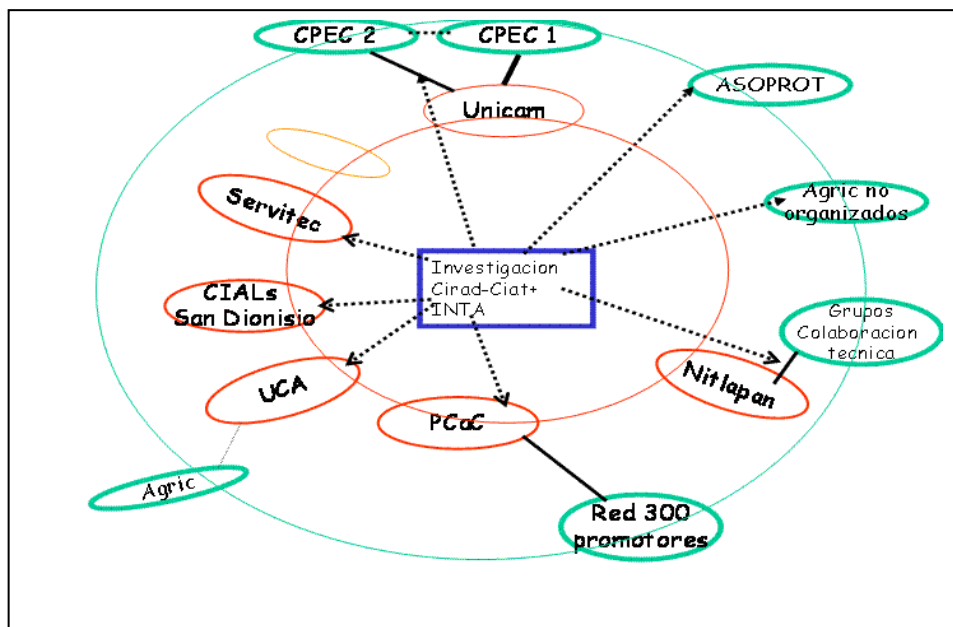 CPEC 2
CPEC 1
Unicam
ASOPROT
Servitec
Agric no
organizados
Investigacion
Cirad-Ciat+
INTA
CIALs
San Dionisio
Grupos
Colaboracion
tecnica
UCA
Nitlapan
PCaC
Agric
Red 300
promotores